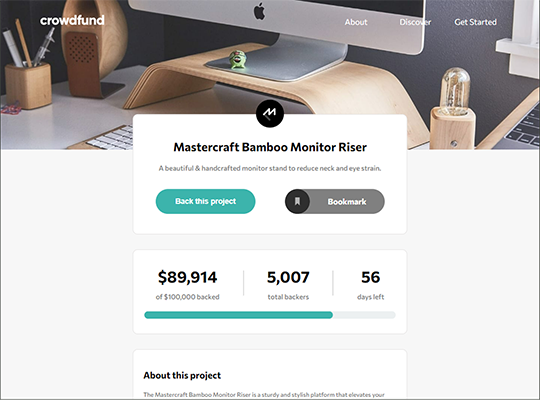 crowdfund
About Discover Get Started
Mastercraft Bamboo Monitor Riser
A beautiful & handcrafted monitor stand to reduce neck and eye strain.
Back this project Bookmark
$89,914 5,007 56
of $100,000 backed total backers days left
About this project
The Mastercraft Bamboo Monitor Riser is a sturdy and stylish platform that elevates your